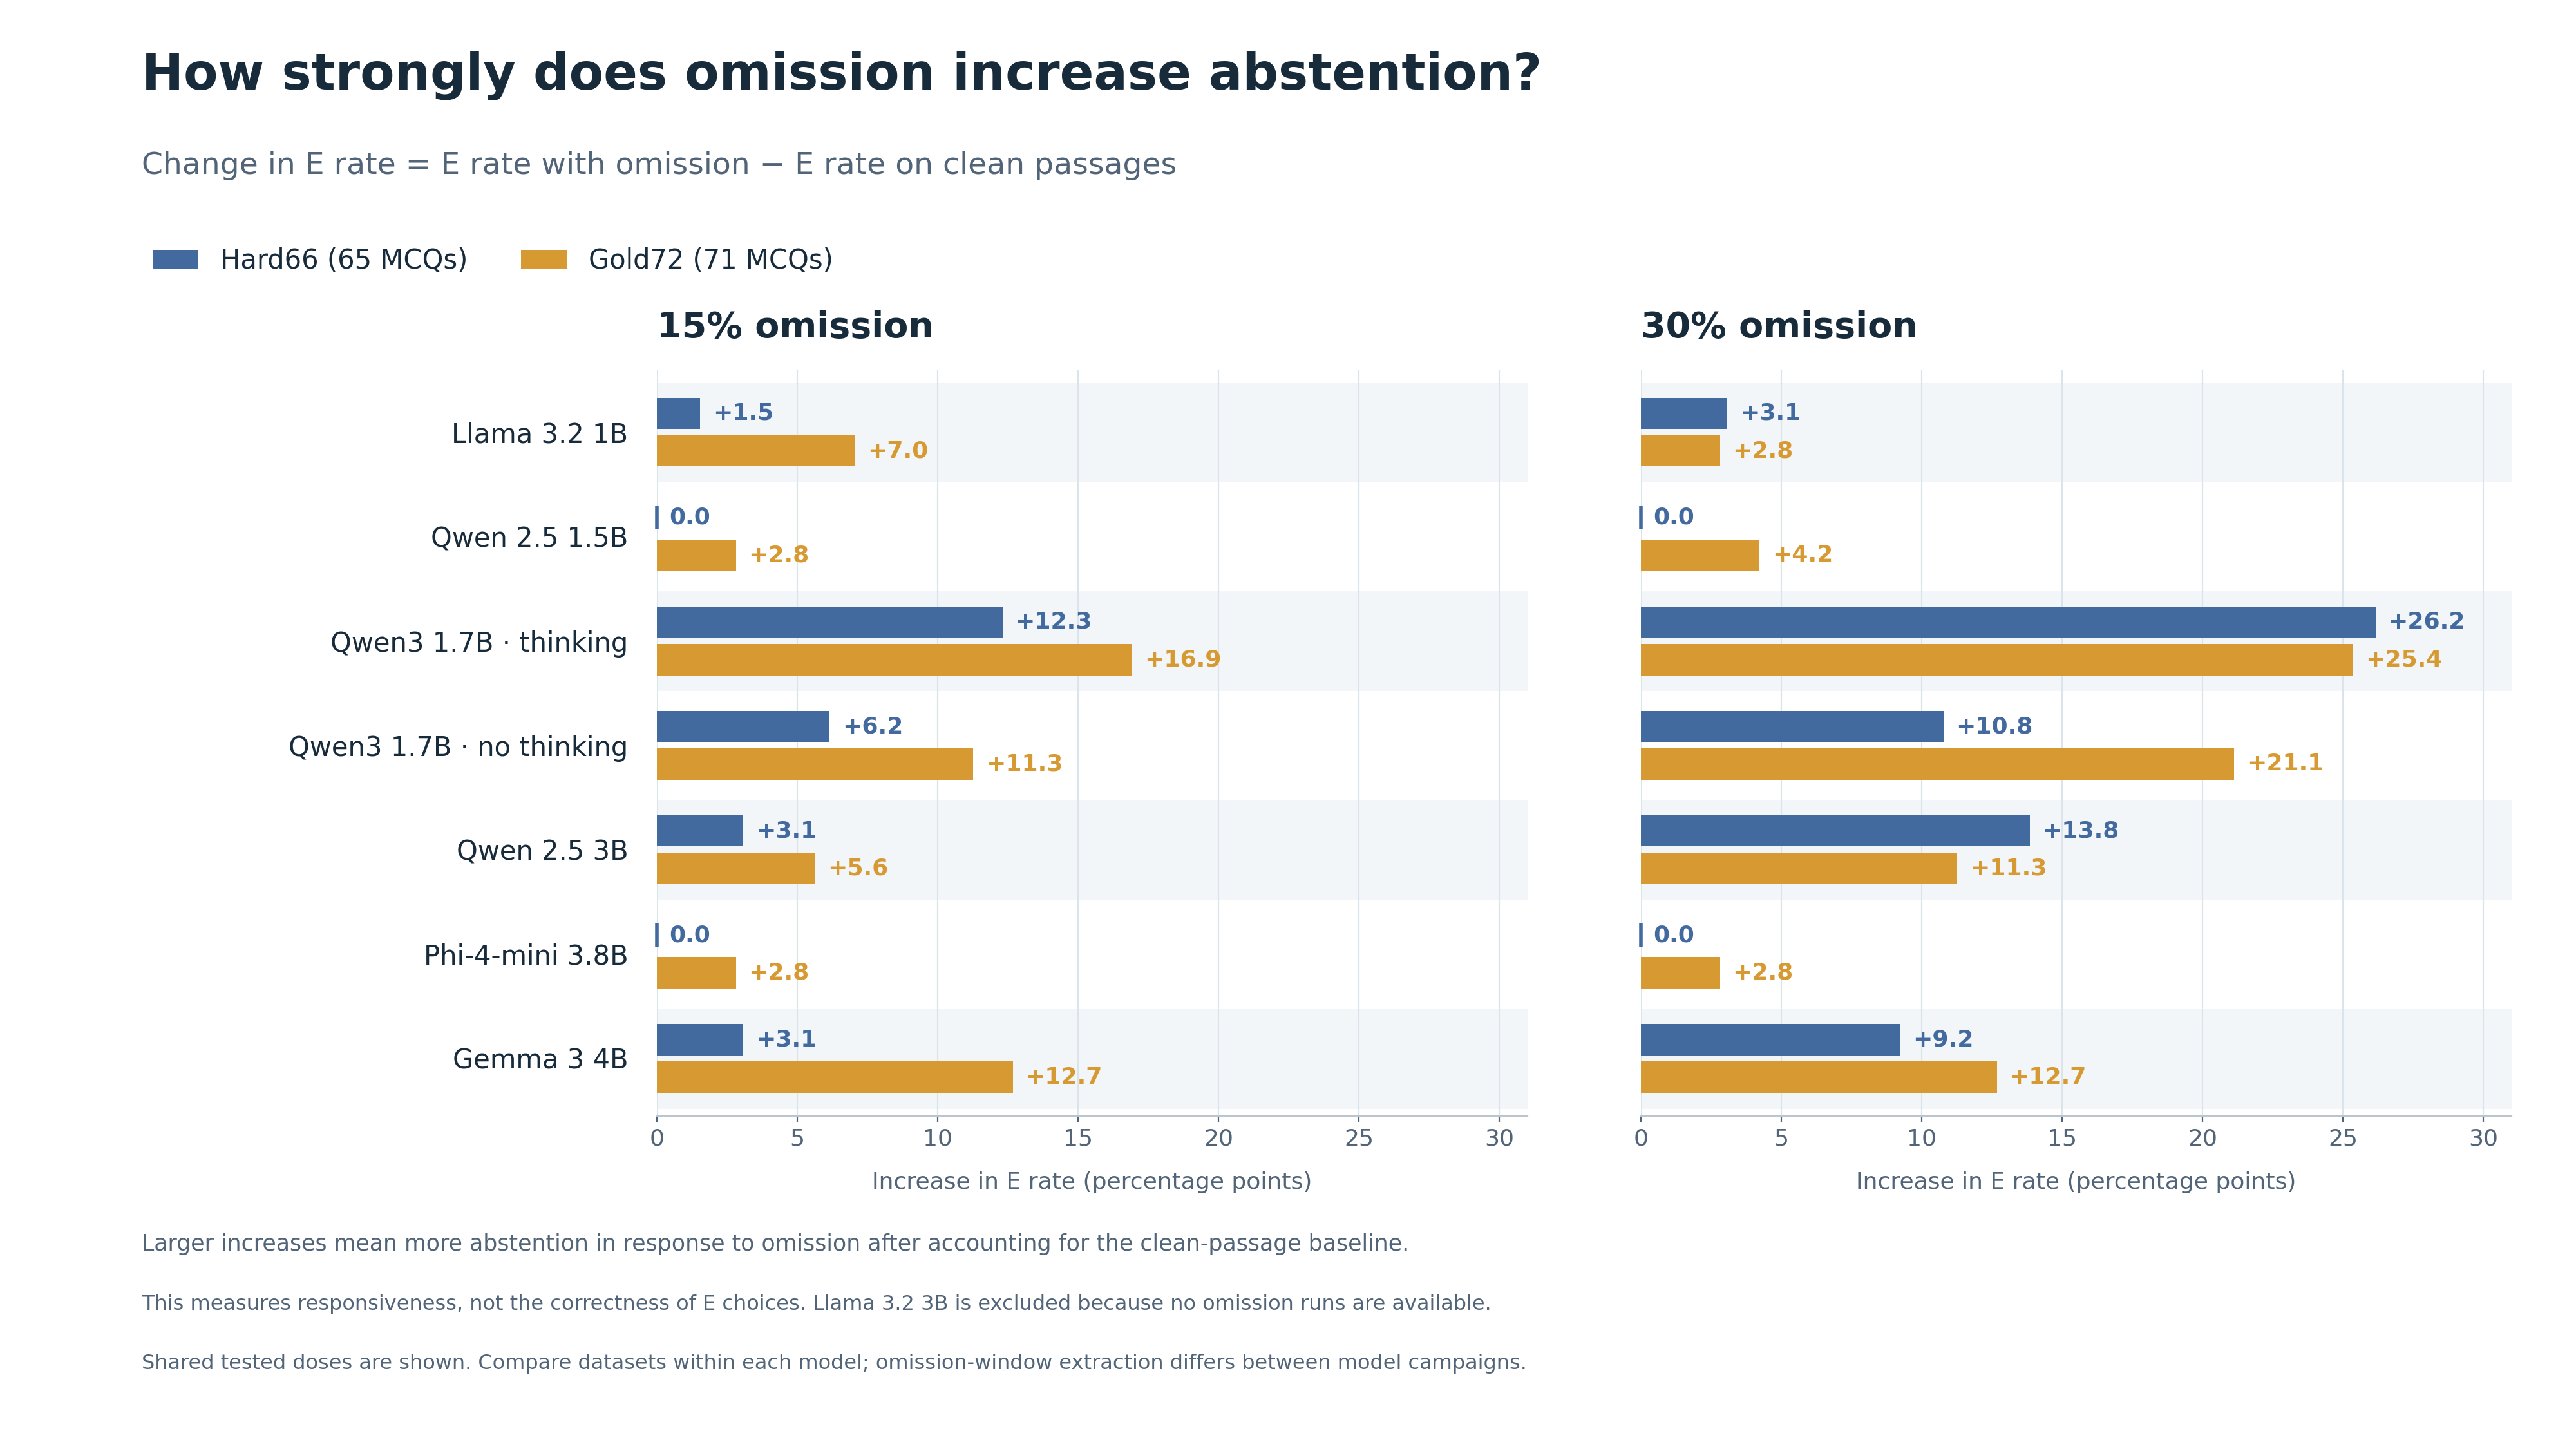 How strongly does omission increase abstention?
Change in E rate = E rate with omission − E rate on clean passages
Hard66 (65 MCQs)
Gold72 (71 MCQs)
15% omission
Llama 3.2 1B
+1.5
+7.0
Qwen 2.5 1.5B
0.0
+2.8
Qwen3 1.7B · thinking
+12.3
+16.9
Qwen3 1.7B · no thinking
+6.2
+11.3
Qwen 2.5 3B
+3.1
+5.6
Phi-4-mini 3.8B
0.0
+2.8
Gemma 3 4B
+3.1
+12.7
0 5 10 15 20 25 30
Increase in E rate (percentage points)
30% omission
+3.1
+2.8
0.0
+4.2
+26.2
+25.4
+10.8
+21.1
+13.8
+11.3
0.0
+2.8
+9.2
+12.7
0 5 10 15 20 25 30
Increase in E rate (percentage points)
Larger increases mean more abstention in response to omission after accounting for the clean-passage baseline.
This measures responsiveness, not the correctness of E choices. Llama 3.2 3B is excluded because no omission runs are available.
Shared tested doses are shown. Compare datasets within each model; omission-window extraction differs between model campaigns.